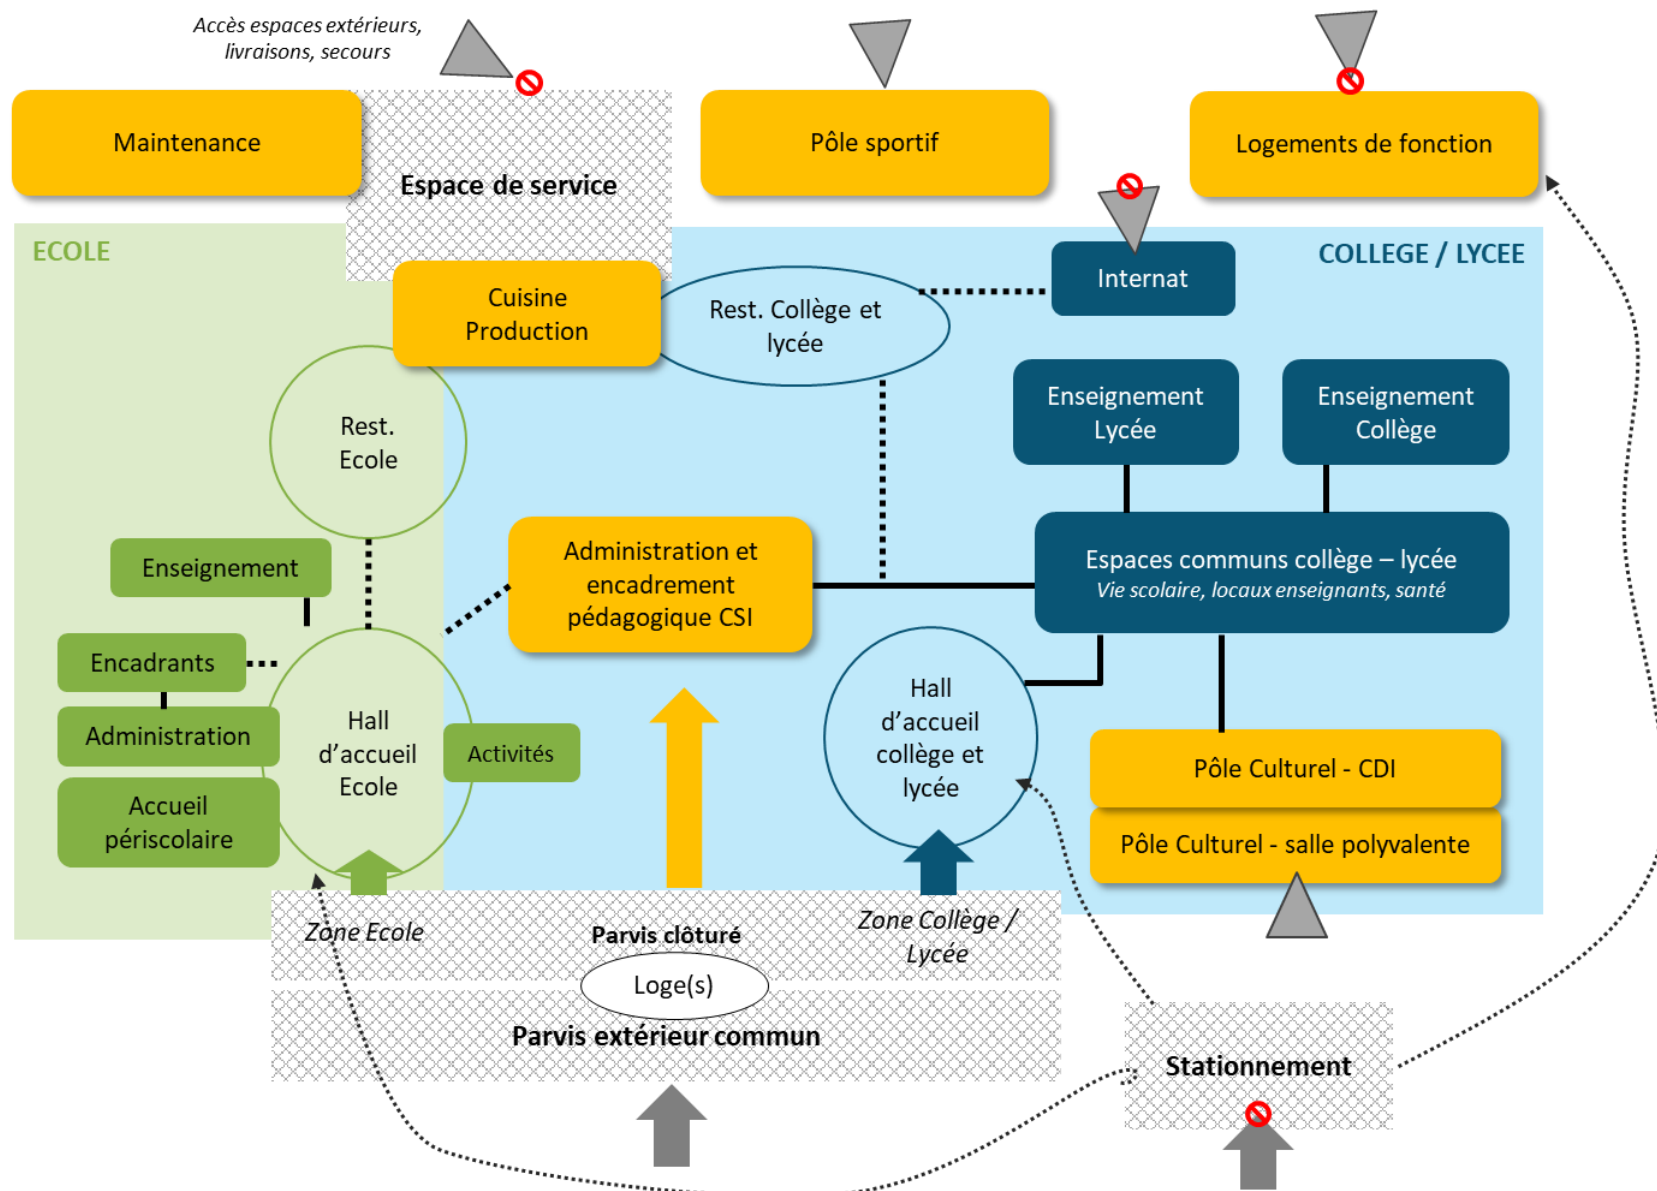 Accès espaces extérieurs,
livraisons, secours
Maintenance
Espace de service
Pôle sportif
Logements de fonction
ECOLE
COLLEGE / LYCEE
Internat
Cuisine
Production
Rest. Collège et
lycée
Rest.
Ecole
Enseignement
Lycée
Enseignement
Collège
Enseignement
Administration et
encadrement
pédagogique CSI
Espaces communs collège – lycée
Vie scolaire, locaux enseignants, santé
Encadrants
Administration
Accueil
périscolaire
Hall
d’accueil
Ecole
Activités
Hall
d’accueil
collège et
lycée
Pôle Culturel - CDI
Pôle Culturel - salle polyvalente
Zone Ecole
Parvis clôturé
Zone Collège /
Lycée
Loge(s)
Parvis extérieur commun
Stationnement